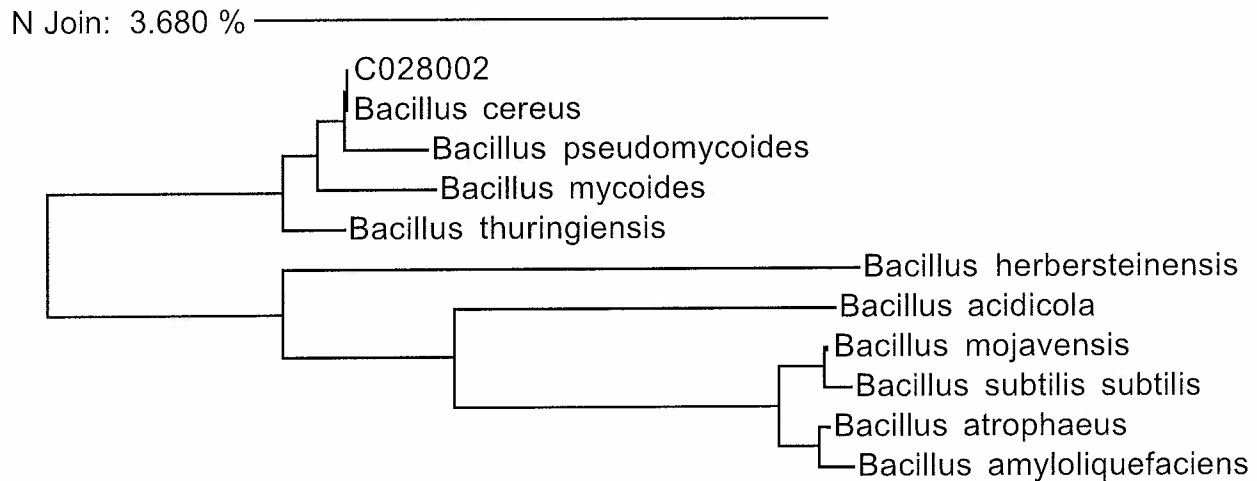 N Join: 3.680 %
C028002
Bacillus cereus
Bacillus pseudomycoides
Bacillus mycoides
Bacillus thuringiensis
Bacillus herbersteinensis
Bacillus acidicola
Bacillus mojavensis
Bacillus subtilis subtilis
Bacillus atrophaeus
Bacillus amyloliquefaciens